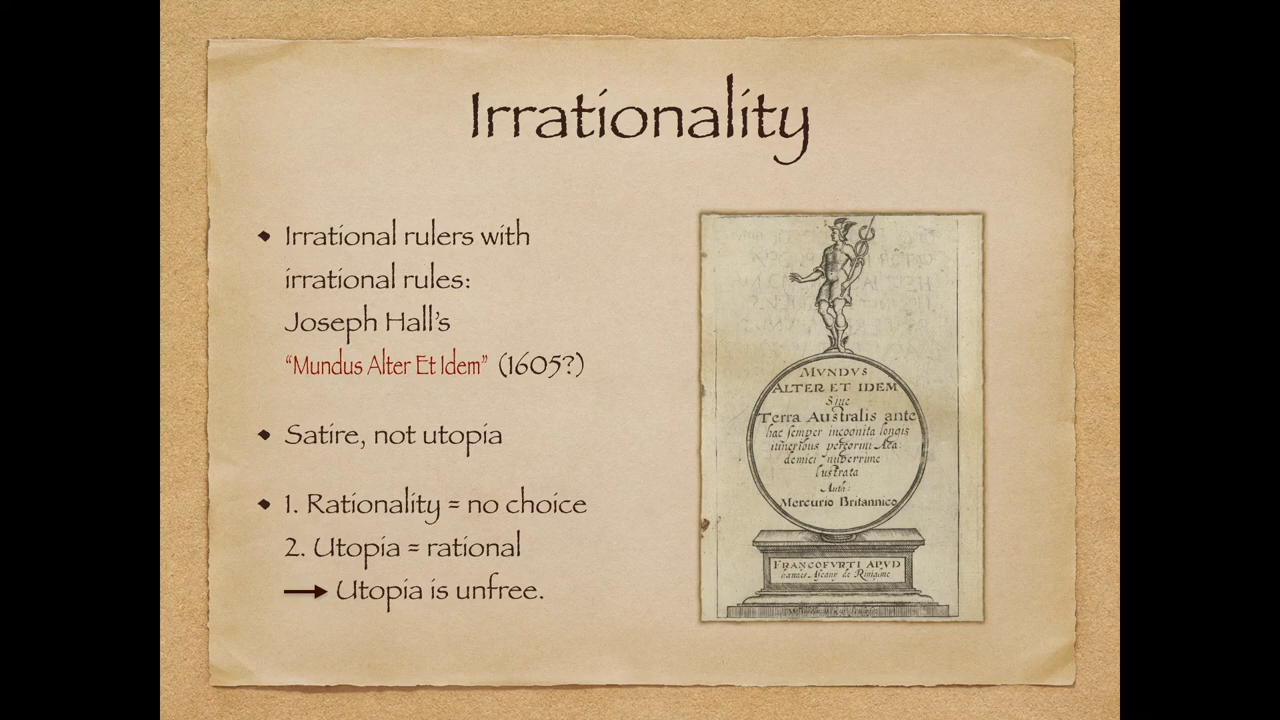 Irrationality
• Irrational rulers with
irrational rules:
Joseph Hall's
“Mundus Alter Et Idem” (1605?)
• Satire, not utopia
• 1. Rationality = no choice
2. Utopia = rational
→ Utopia is unfree.
MVNDVS
ALTER ET IDEM
Siue
Terra Australis ante
hac semper incognita longis
itineribus peregrini Aca
demici nuperrime
lustrata
Auth:
Mercurio Britannico
FRANCOFVRTI APVD
de Rinialme